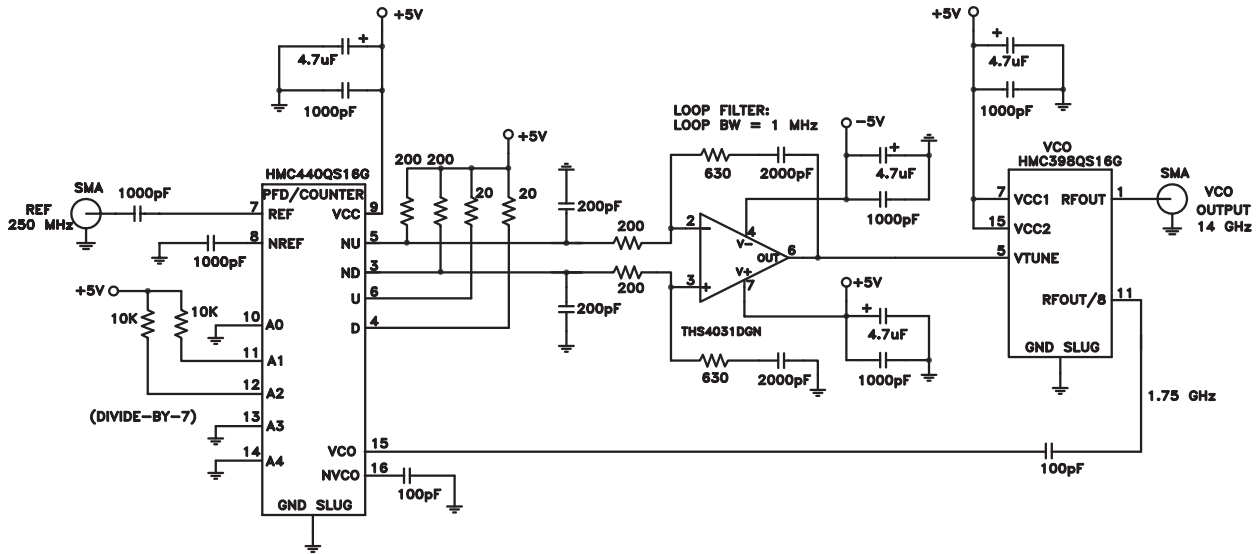 +5V
+
4.7uF
1000pF
HMC440QS16G
PFD/COUNTER
SMA
1000pF
REF
250 MHz
7
REF
VCC
9
8
NREF
1000pF
NU
5
ND
3
U
6
D
4
+5V
10K
10K
10
A0
11
A1
12
A2
(DIVIDE-BY-7)
13
A3
14
A4
VCO
15
NVCO
16
100pF
GND SLUG
200 200
20
20
+5V
200pF
200pF
200
200
LOOP FILTER:
LOOP BW = 1 MHz
630
2000pF
2
-
3
+
4
V-
OUT
6
V+
7
THS4031DGN
630
2000pF
-5V
+
4.7uF
1000pF
+5V
+
4.7uF
1000pF
+5V
+
4.7uF
1000pF
VCO
HMC398QS16G
7
VCC1
RFOUT
1
15
VCC2
5
VTUNE
RFOUT/8
11
GND SLUG
SMA
VCO
OUTPUT
14 GHz
1.75 GHz
100pF